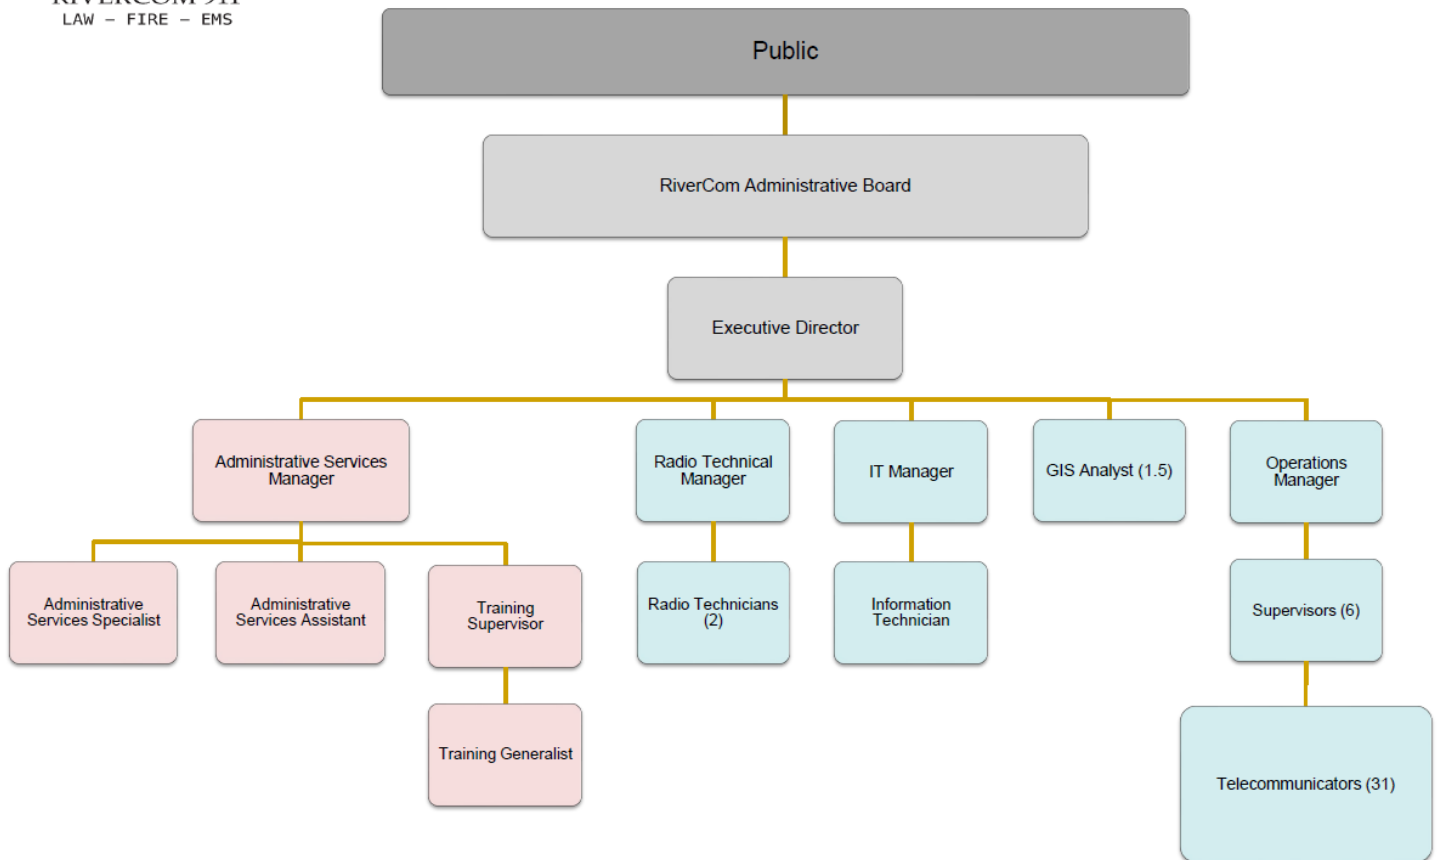 RIVERCOM 911
LAW – FIRE – EMS
Public
RiverCom Administrative Board
Executive Director
Administrative Services
Manager
Radio Technical
Manager
IT Manager
GIS Analyst (1.5)
Operations
Manager
Administrative
Services Specialist
Administrative
Services Assistant
Training
Supervisor
Radio Technicians
(2)
Information
Technician
Supervisors (6)
Training Generalist
Telecommunicators (31)